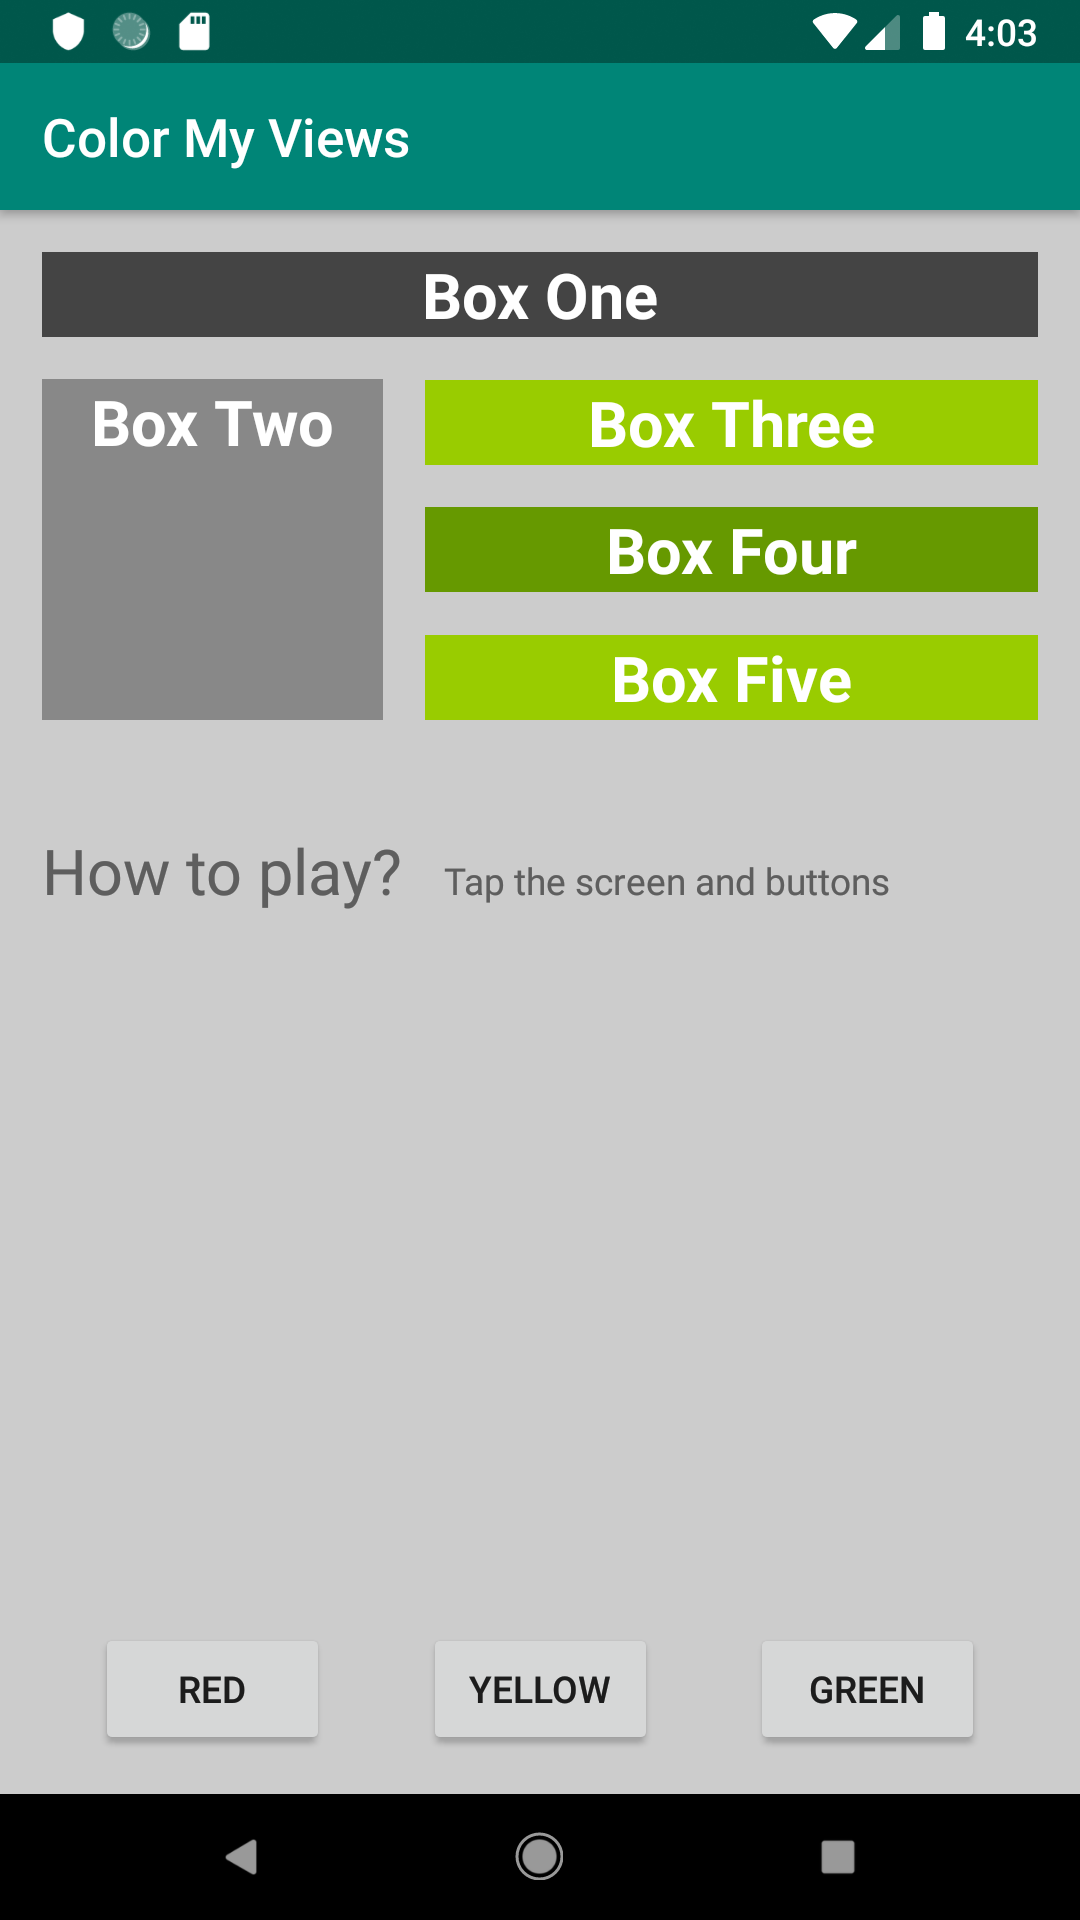 4:03
Color My Views
Box One
Box Two
Box Three
Box Four
Box Five
How to play? Tap the screen and buttons
RED YELLOW GREEN